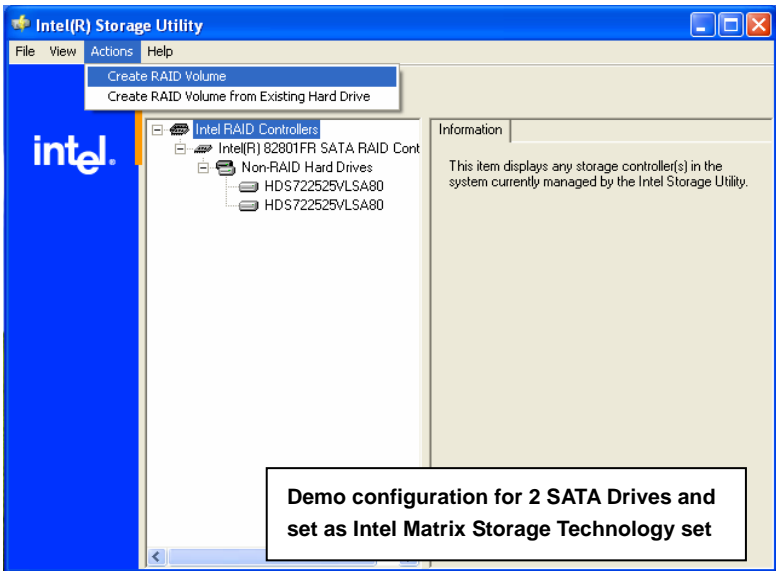 Intel(R) Storage Utility
File View Actions Help
Create RAID Volume
Create RAID Volume from Existing Hard Drive
intel.
Intel RAID Controllers
Intel(R) 82801FR SATA RAID Cont
Non-RAID Hard Drives
HDS722525VLSA80
HDS722525VLSA80
Information
This item displays any storage controller(s) in the
system currently managed by the Intel Storage Utility.
Demo configuration for 2 SATA Drives and
set as Intel Matrix Storage Technology set